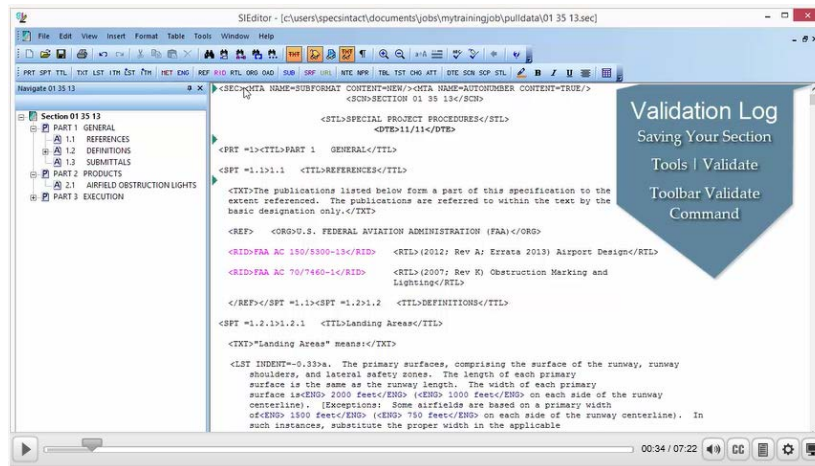 SIEditor - [c:\users\specsintact\documents\jobs\mytrainingjob\pulldata\01 35 13.sec]
File Edit View Insert Format Table Tools Window Help
PRT SPT TTL TXT LST ITM MET ENG REF RID RTL ORG OAD SUB SRF URL NTE NPR TBL TST CHG ATT DTE SCN SCP STL B I U
Navigate 01 35 13
Section 01 35 13
PART 1 GENERAL
1.1 REFERENCES
1.2 DEFINITIONS
1.3 SUBMITTALS
PART 2 PRODUCTS
2.1 AIRFIELD OBSTRUCTION LIGHTS
PART 3 EXECUTION
<SEC><MTA NAME=SUBFORMAT CONTENT=NEW/><MTA NAME=AUTONUMBER CONTENT=TRUE/>
<SCN>SECTION 01 35 13</SCN>
<STL>SPECIAL PROJECT PROCEDURES</STL>
<DTE>11/11</DTE>
<PRT =1><TTL>PART 1 GENERAL</TTL>
<SPT =1.1>1.1 <TTL>REFERENCES</TTL>
<TXT>The publications listed below form a part of this specification to the
extent referenced. The publications are referred to within the text by the
basic designation only.</TXT>
<REF> <ORG>U.S. FEDERAL AVIATION ADMINISTRATION (FAA)</ORG>
<RID>FAA AC 150/5300-13</RID> <RTL>(2012; Rev A; Errata 2013) Airport Design</RTL>
<RID>FAA AC 70/7460-1</RID> <RTL>(2007; Rev K) Obstruction Marking and
Lighting</RTL>
</REF></SPT =1.1><SPT =1.2>1.2 <TTL>DEFINITIONS</TTL>
<SPT =1.2.1>1.2.1 <TTL>Landing Areas</TTL>
<TXT>"Landing Areas" means:</TXT>
<LST INDENT=-0.33>a. The primary surfaces, comprising the surface of the runway, runway
shoulders, and lateral safety zones. The length of each primary
surface is the same as the runway length. The width of each primary
surface is<ENG> 2000 feet</ENG> (<ENG> 1000 feet</ENG> on each side of the runway
centerline). [Exceptions: Some airfields are based on a primary width
of<ENG> 1500 feet</ENG> (<ENG> 750 feet</ENG> on each side of the runway centerline). In
such instances, substitute the proper width in the applicable
Validation Log
Saving Your Section
Tools | Validate
Toolbar Validate
Command
00:34 / 07:22
CC